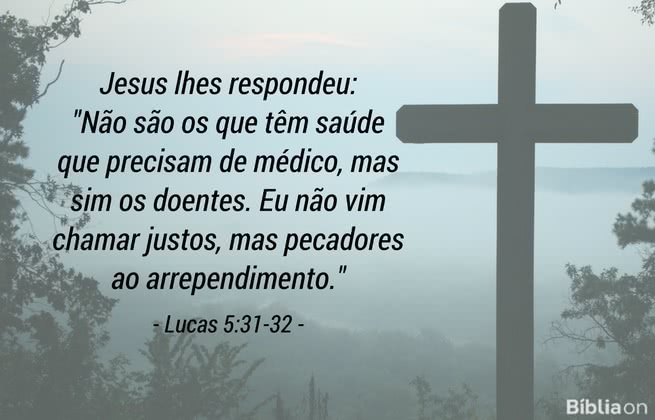 Jesus lhes respondeu:
"Não são os que têm saúde
que precisam de médico, mas
sim os doentes. Eu não vim
chamar justos, mas pecadores
ao arrependimento."
- Lucas 5:31-32 -
Bíbliaon